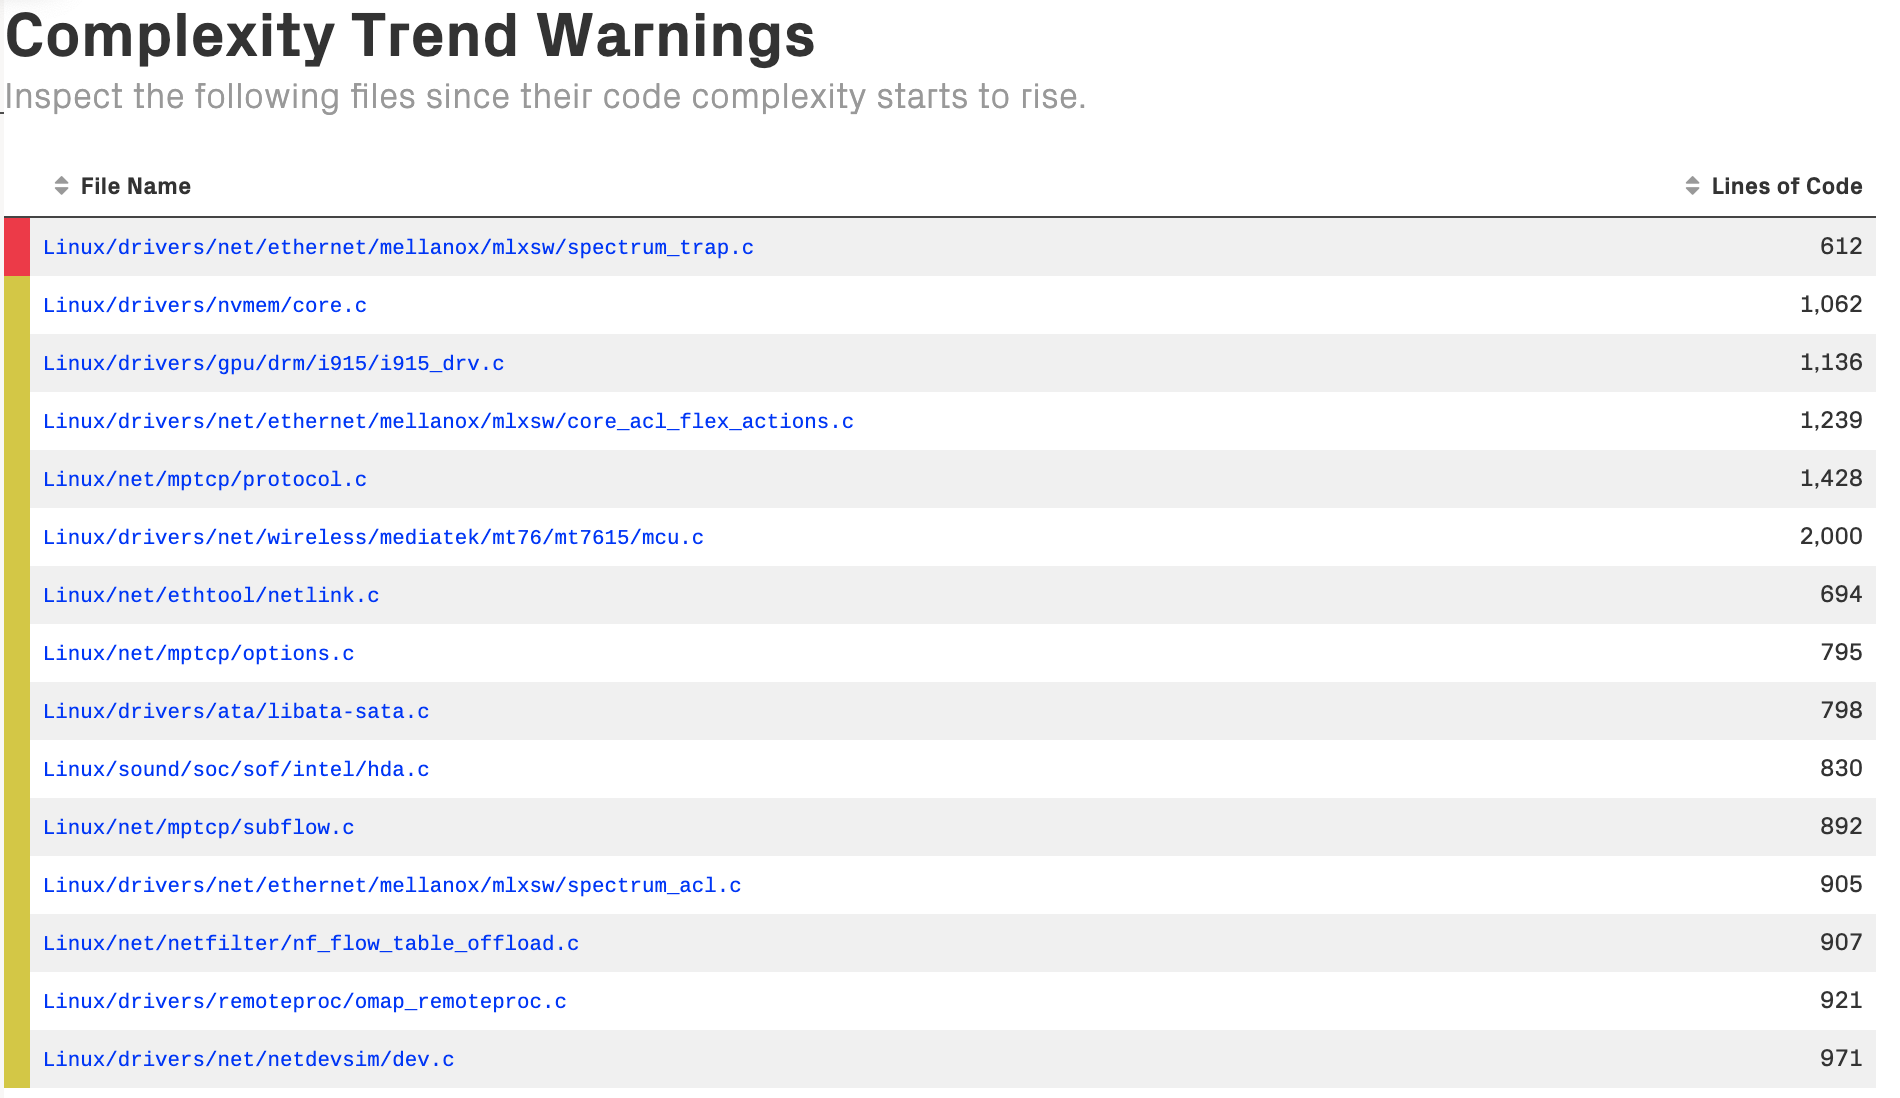 Complexity Trend Warnings
Inspect the following files since their code complexity starts to rise.
File Name Lines of Code
Linux/drivers/net/ethernet/mellanox/mlxsw/spectrum_trap.c 612
Linux/drivers/nvmem/core.c 1,062
Linux/drivers/gpu/drm/i915/i915_drv.c 1,136
Linux/drivers/net/ethernet/mellanox/mlxsw/core_acl_flex_actions.c 1,239
Linux/net/mptcp/protocol.c 1,428
Linux/drivers/net/wireless/mediatek/mt76/mt7615/mcu.c 2,000
Linux/net/ethtool/netlink.c 694
Linux/net/mptcp/options.c 795
Linux/drivers/ata/libata-sata.c 798
Linux/sound/soc/sof/intel/hda.c 830
Linux/net/mptcp/subflow.c 892
Linux/drivers/net/ethernet/mellanox/mlxsw/spectrum_acl.c 905
Linux/net/netfilter/nf_flow_table_offload.c 907
Linux/drivers/remoteproc/omap_remoteproc.c 921
Linux/drivers/net/netdevsim/dev.c 971